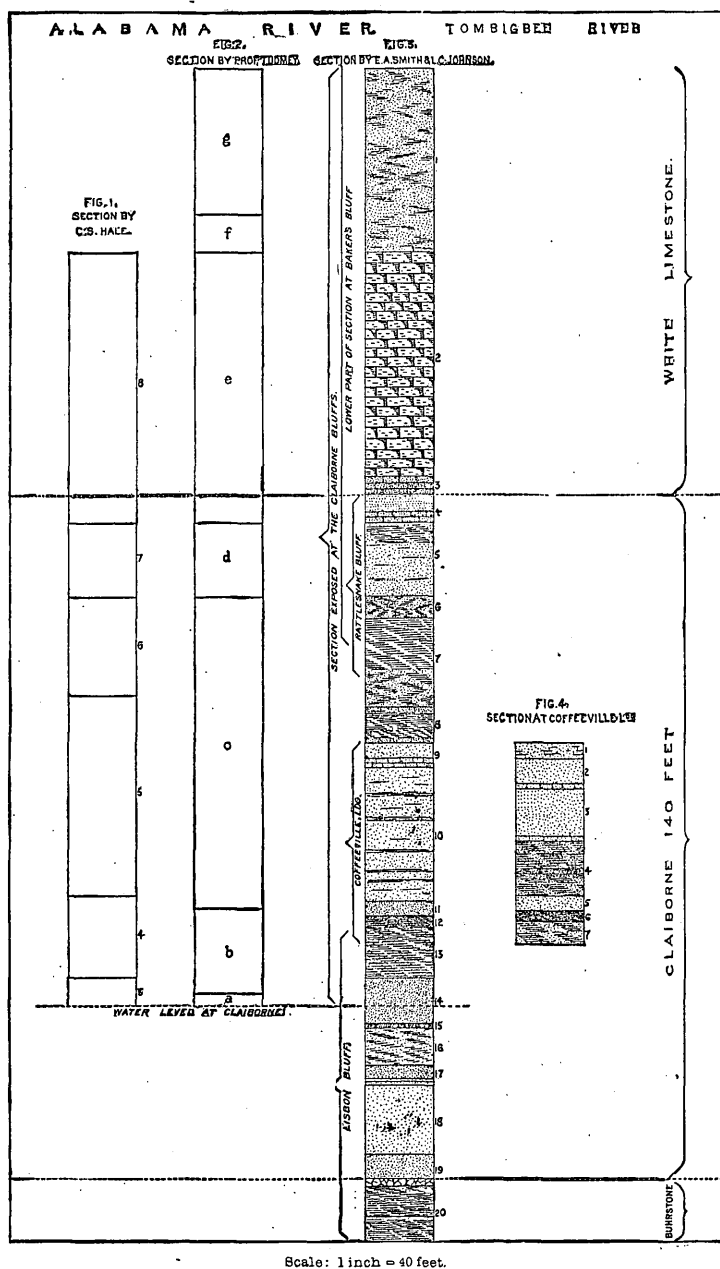 ALABAMA RIVER TOMBIGBEE RIVER
FIG.2.
SECTION BY PROF. TUOMEY.
FIG.3.
SECTION BY E.A.SMITH & L.C.JOHNSON.
FIG.1.
SECTION BY
C.S. HALE.
8
7
6
5
4
3
g
f
e
d
c
b
a
SECTION EXPOSED AT THE CLAIBORNE BLUFFS.
LOWER PART OF SECTION AT BAKERS BLUFF
RATTLESNAKE BLUFF.
COFFEEVILLE LDG.
LISBON BLUFF.
WATER LEVEL AT CLAIBORNE.
1
2
3
4
5
6
7
8
9
10
11
12
13
14
15
16
17
18
19
20
FIG.4.
SECTION AT COFFEEVILLE LDG
1
2
3
4
5
6
7
WHITE LIMESTONE.
CLAIBORNE 140 FEET
BUHRSTONE
Scale: 1 inch = 40 feet.